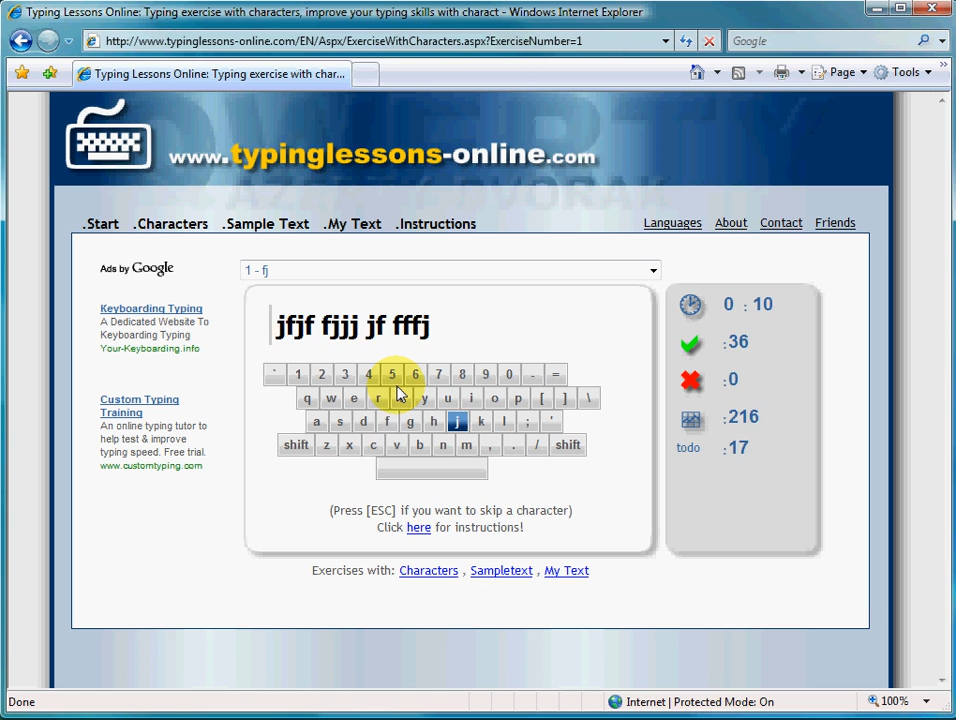 Typing Lessons Online: Typing exercise with characters, improve your typing skills with charact - Windows Internet Explorer
http://www.typinglessons-online.com/EN/Aspx/ExerciseWithCharacters.aspx?ExerciseNumber=1
Google
Typing Lessons Online: Typing exercise with char...
Page
Tools
QWERTY
AZERTY DVORAK
www.typinglessons-online.com
.Start .Characters .Sample Text .My Text .Instructions
Languages About Contact Friends
Ads by Google
1 - fj
Keyboarding Typing
A Dedicated Website To
Keyboarding Typing
Your-Keyboarding.info
Custom Typing
Training
An online typing tutor to
help test & improve
typing speed. Free trial.
www.customtyping.com
jfjf fjjj jf fffj
` 1 2 3 4 5 6 7 8 9 0 - =
q w e r y u i o p [ ] \
a s d f g h j k l ; '
shift z x c v b n m , . / shift
(Press [ESC] if you want to skip a character)
Click here for instructions!
0 : 10
:36
:0
:216
todo :17
Exercises with: Characters , Sampletext , My Text
Done
Internet | Protected Mode: On
100%